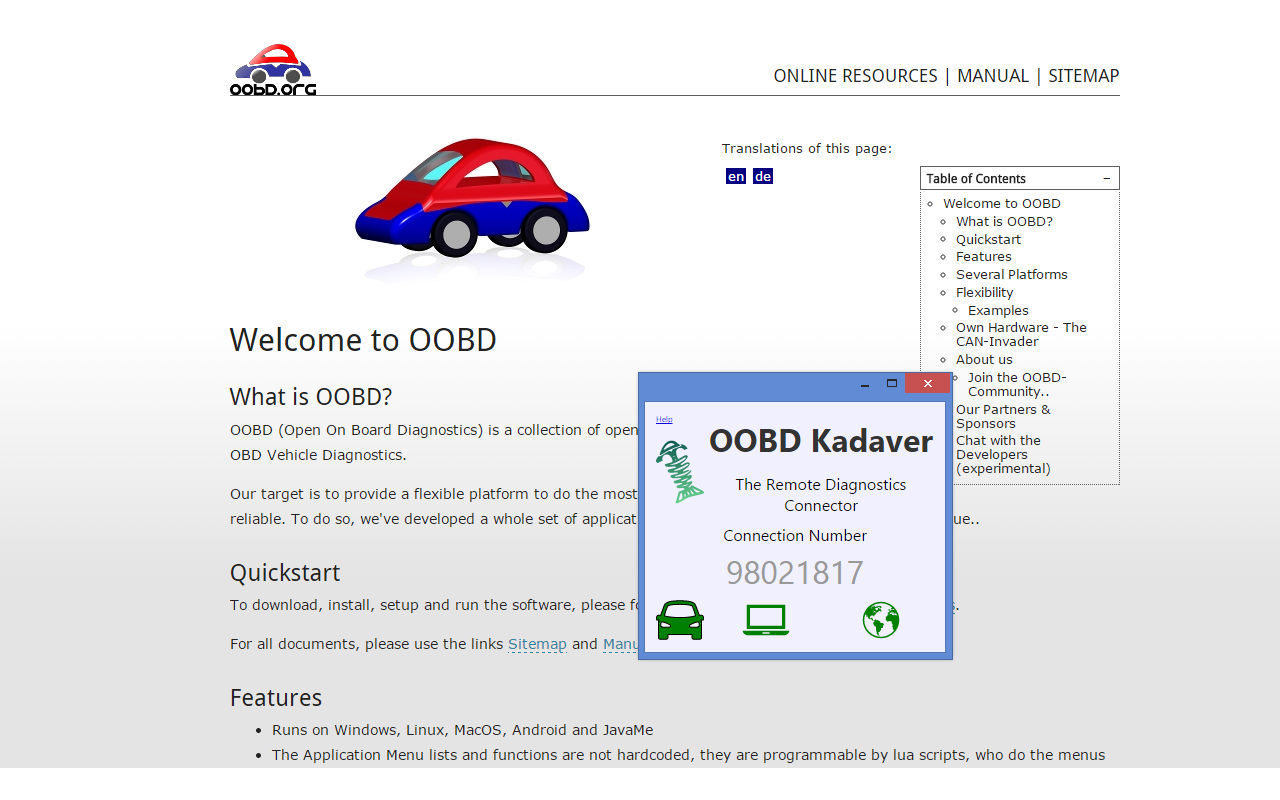 oobd.org
ONLINE RESOURCES | MANUAL | SITEMAP
Translations of this page:
en de
Table of Contents −
Welcome to OOBD
What is OOBD?
Quickstart
Features
Several Platforms
Flexibility
Examples
Own Hardware - The
CAN-Invader
About us
Join the OOBD-
Community..
Our Partners &
Sponsors
Chat with the
Developers
(experimental)
Welcome to OOBD
What is OOBD?
OOBD (Open On Board Diagnostics) is a collection of open
OBD Vehicle Diagnostics.
Our target is to provide a flexible platform to do the most
reliable. To do so, we've developed a whole set of applicat
ue..
Quickstart
To download, install, setup and run the software, please fo
For all documents, please use the links Sitemap and Manu
Features
Runs on Windows, Linux, MacOS, Android and JavaMe
The Application Menu lists and functions are not hardcoded, they are programmable by lua scripts, who do the menus
Help
OOBD Kadaver
The Remote Diagnostics
Connector
Connection Number
98021817